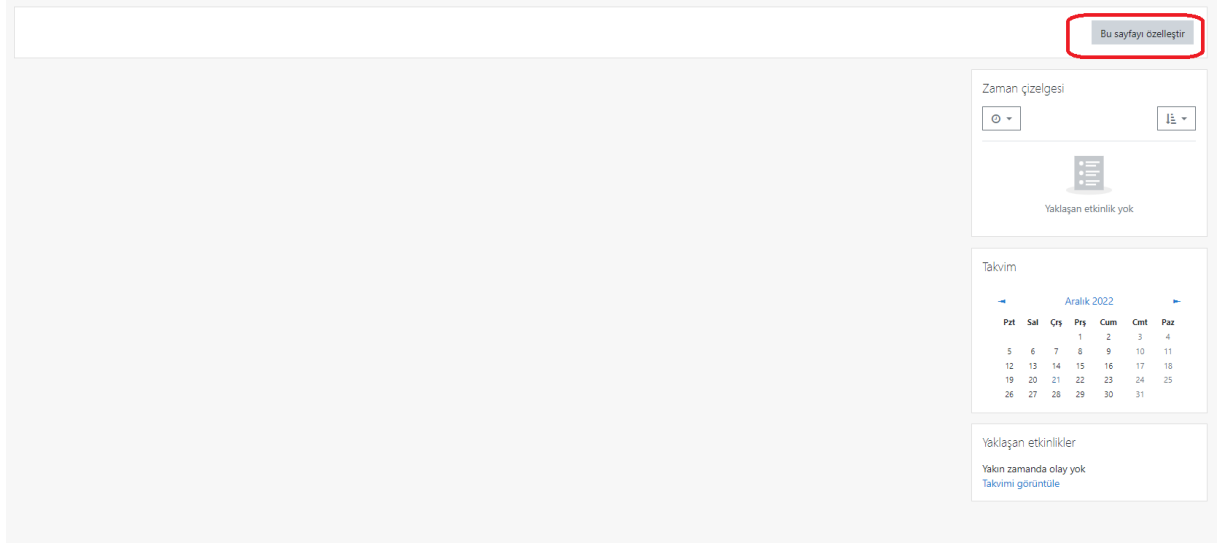 Bu sayfayı özelleştir
Zaman çizelgesi
Yaklaşan etkinlik yok
Takvim
Aralık 2022
Pzt Sal Çrş Prş Cum Cmt Paz
1 2 3 4
5 6 7 8 9 10 11
12 13 14 15 16 17 18
19 20 21 22 23 24 25
26 27 28 29 30 31
Yaklaşan etkinlikler
Yakın zamanda olay yok
Takvimi görüntüle